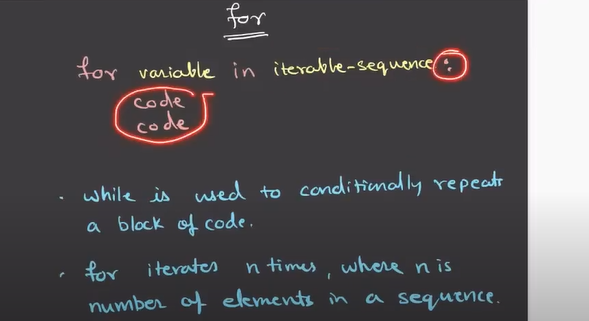 for
for variable in iterable-sequence :
code
code
. while is used to conditionally repeats
a block of code.
. for iterates n times, where n is
number of elements in a sequence.